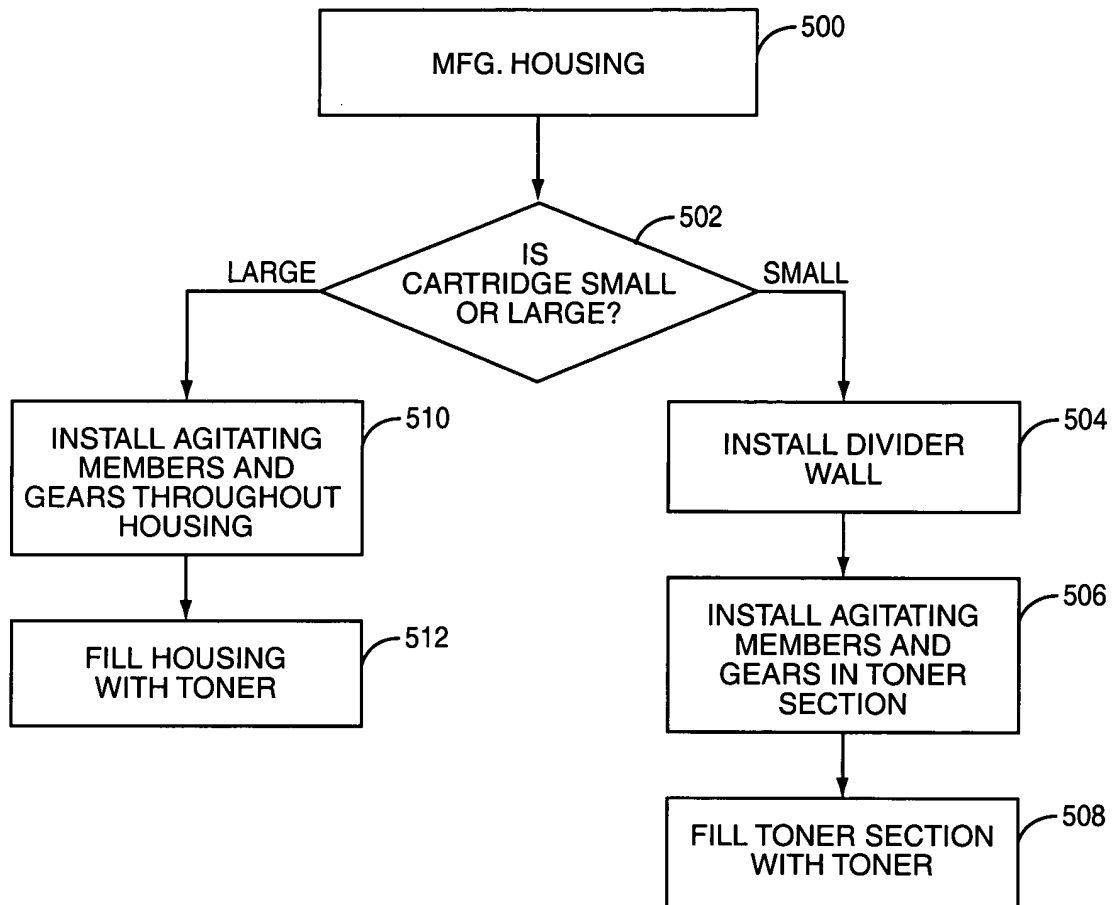 500
MFG. HOUSING
502
IS
CARTRIDGE SMALL
OR LARGE?
LARGE
SMALL
510
INSTALL AGITATING
MEMBERS AND
GEARS THROUGHOUT
HOUSING
504
INSTALL DIVIDER
WALL
512
FILL HOUSING
WITH TONER
506
INSTALL AGITATING
MEMBERS AND
GEARS IN TONER
SECTION
508
FILL TONER SECTION
WITH TONER